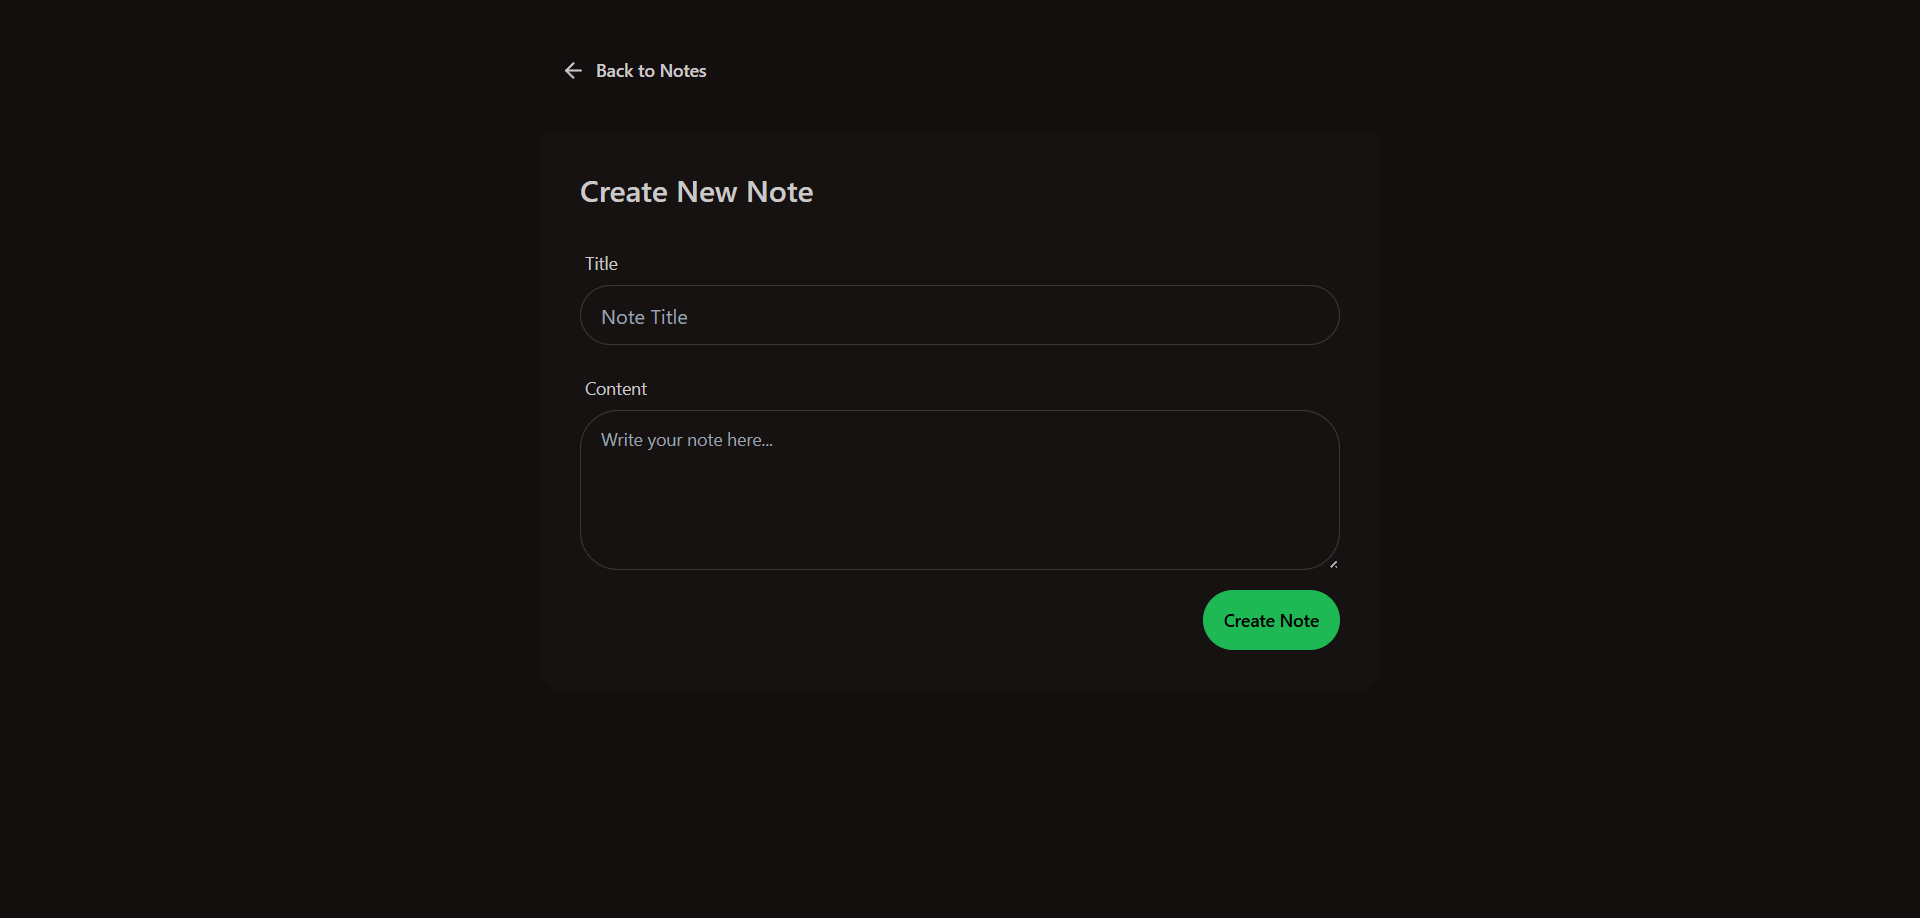 Back to Notes
Create New Note
Title
Note Title
Content
Write your note here...
Create Note